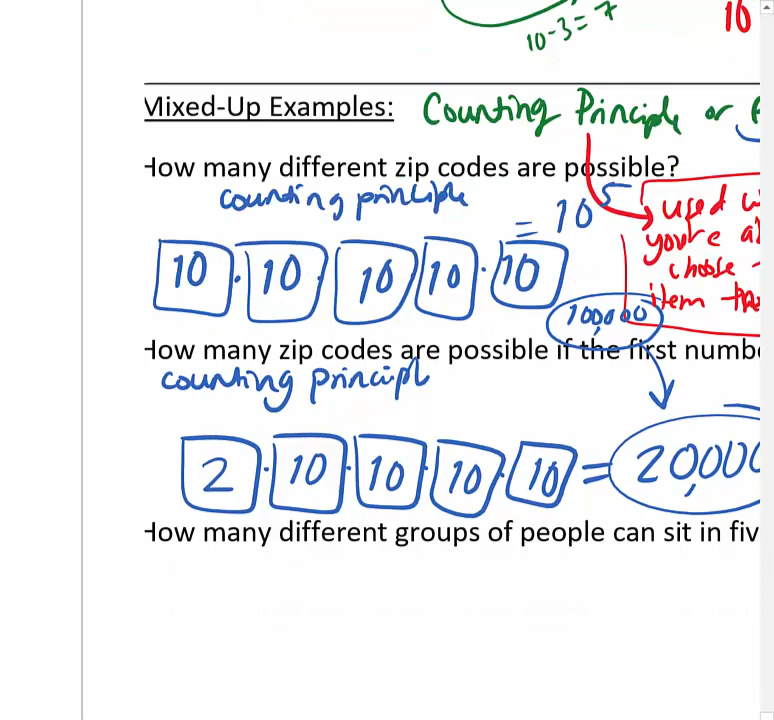 10-3=7
10
Mixed-Up Examples: Counting Principle or
How many different zip codes are possible?
counting principle
= 10^5
used
you're
choose
item
10 · 10 · 10 10 · 10
100,000
How many zip codes are possible if the first
counting principl
2 · 10 · 10 · 10 · 10 = 20,000
How many different groups of people can sit in